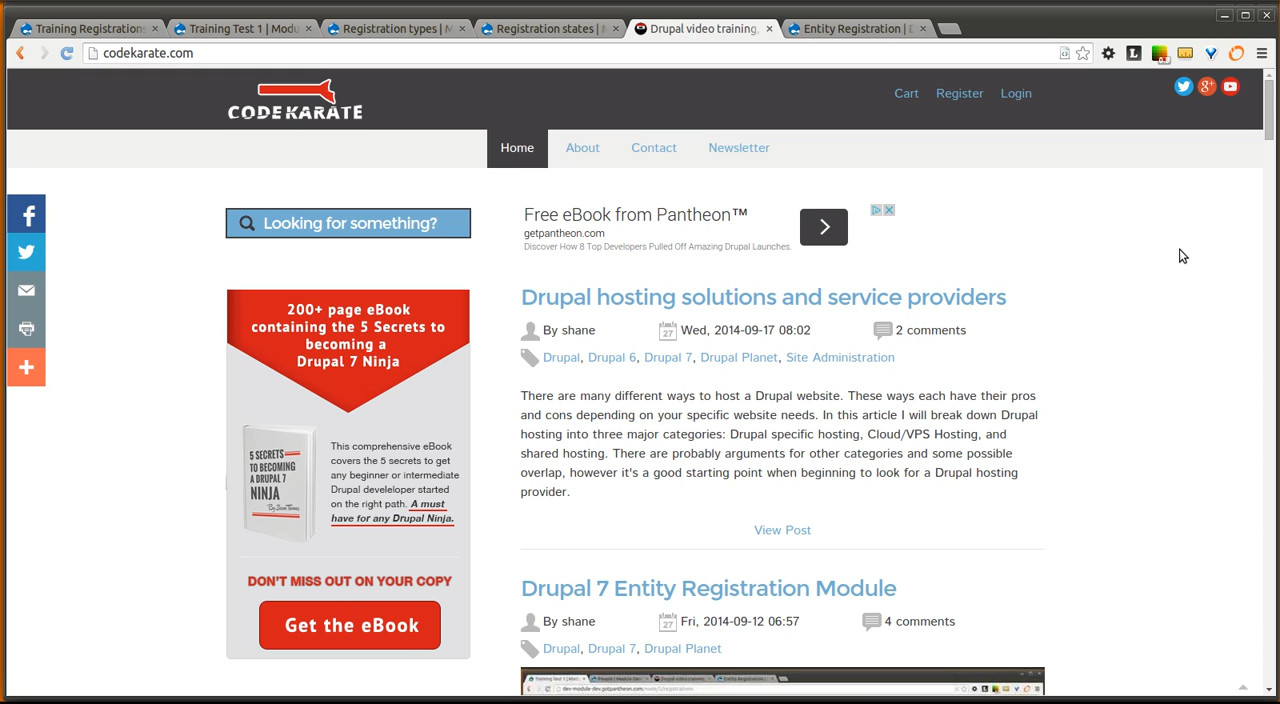 Training Registrations
Training Test 1 | Modu
Registration types | M
Registration states | M
Drupal video training,
Entity Registration | D
codekarate.com
CODE KARATE
Cart
Register
Login
Home
About
Contact
Newsletter
Looking for something?
Free eBook from Pantheon™
getpantheon.com
Discover How 8 Top Developers Pulled Off Amazing Drupal Launches.
200+ page eBook
containing the 5 Secrets to
becoming a
Drupal 7 Ninja
5 SECRETS
TO BECOMING
A DRUPAL 7
NINJA
This comprehensive eBook
covers the 5 secrets to get
any beginner or intermediate
Drupal develeloper started
on the right path. A must
have for any Drupal Ninja.
DON'T MISS OUT ON YOUR COPY
Get the eBook
Drupal hosting solutions and service providers
By shane
27
Wed, 2014-09-17 08:02
2 comments
Drupal, Drupal 6, Drupal 7, Drupal Planet, Site Administration
There are many different ways to host a Drupal website. These ways each have their pros
and cons depending on your specific website needs. In this article I will break down Drupal
hosting into three major categories: Drupal specific hosting, Cloud/VPS Hosting, and
shared hosting. There are probably arguments for other categories and some possible
overlap, however it's a good starting point when beginning to look for a Drupal hosting
provider.
View Post
Drupal 7 Entity Registration Module
By shane
27
Fri, 2014-09-12 06:57
4 comments
Drupal, Drupal 7, Drupal Planet